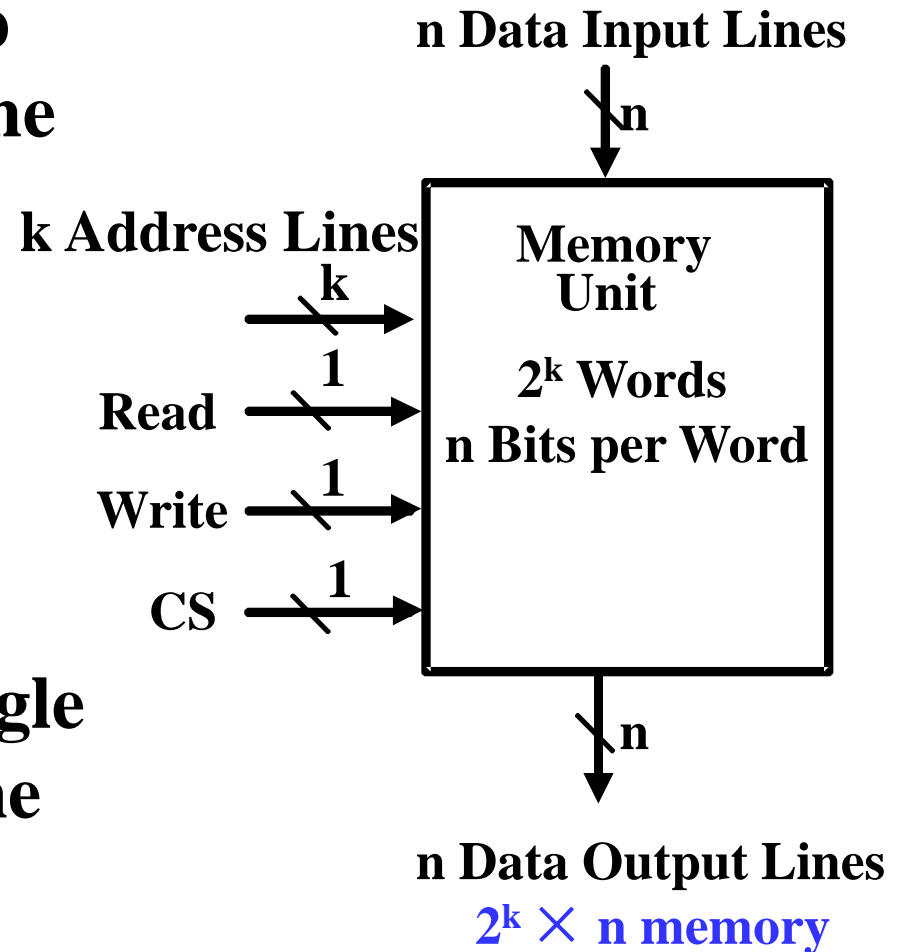 n Data Input Lines
n
k Address Lines
k
Memory
Unit
1
2ᵏ Words
Read
n Bits per Word
1
Write
1
CS
n
n Data Output Lines
2ᵏ × n memory